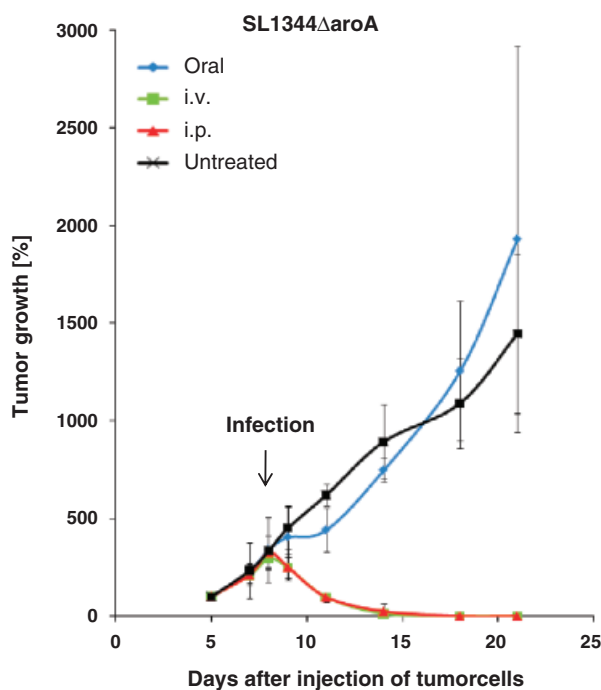 SL1344ΔaroA
3000
2500
2000
1500
1000
500
0
Tumor growth [%]
Oral
i.v.
i.p.
Untreated
Infection
0 5 10 15 20 25
Days after injection of tumorcells